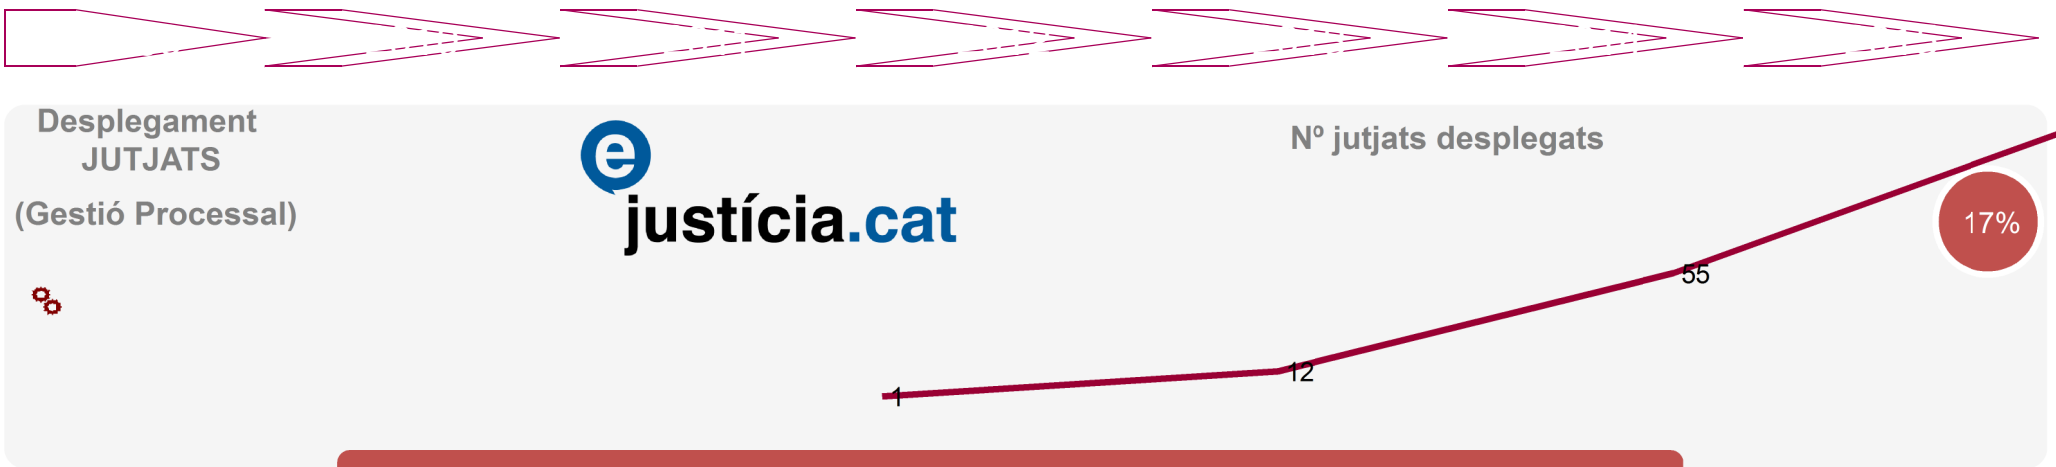 Desplegament
JUTJATS
(Gestió Processal)
e
justícia.cat
Nº jutjats desplegats
17%
55
12
1